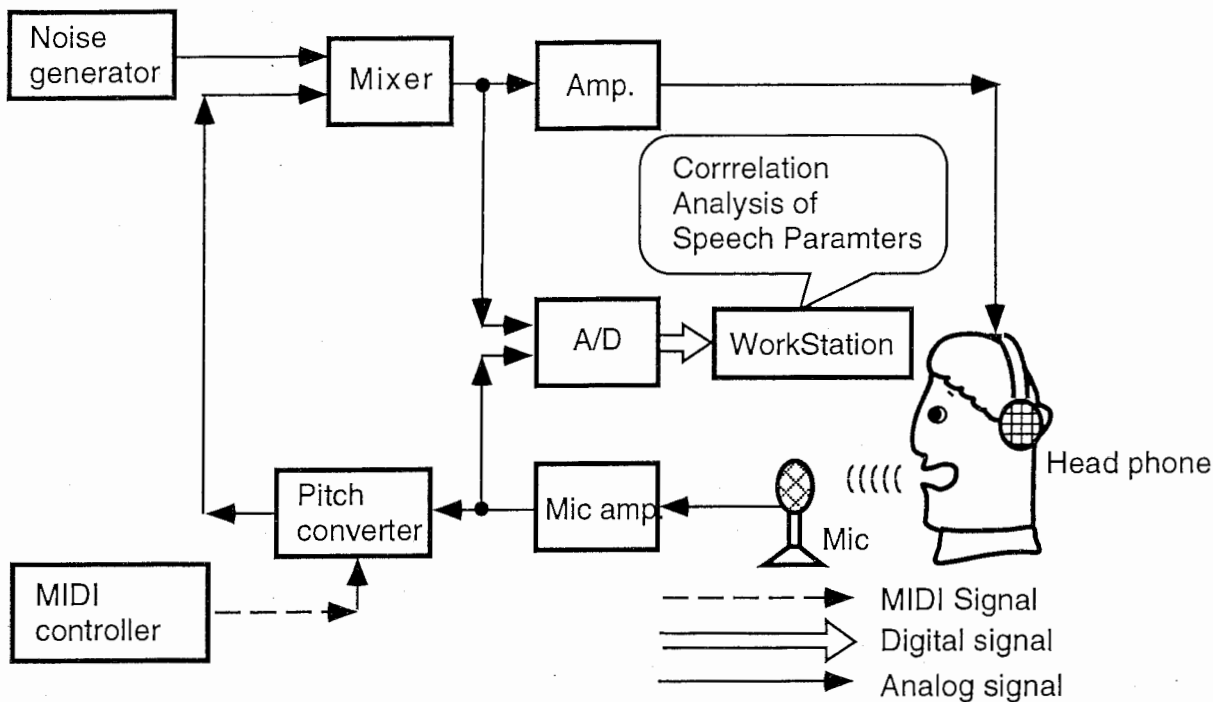 Noise
generator
Mixer
Amp.
Corrrelation
Analysis of
Speech Paramters
A/D
WorkStation
Head phone
Pitch
converter
Mic amp.
Mic
MIDI
controller
MIDI Signal
Digital signal
Analog signal